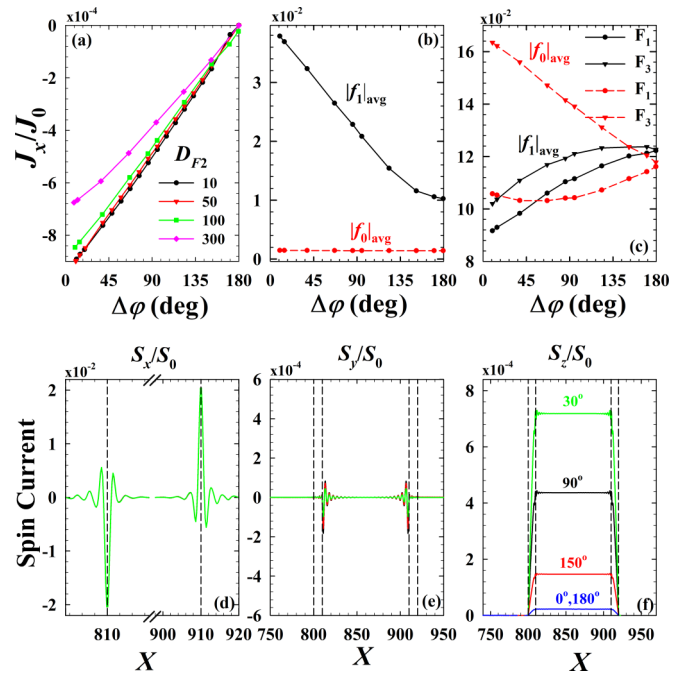 0
-2
-4
-6
-8
x10⁻⁴
(a)
D_F2
10
50
100
300
J_x/J_0
0 45 90 135 180
Δφ (deg)
x10⁻²
4
3
2
1
0
(b)
|f_1|_avg
|f_0|_avg
0 45 90 135 180
Δφ (deg)
x10⁻²
16
14
12
10
8
F_1
F_3
F_1
F_3
|f_0|_avg
|f_1|_avg
(c)
0 45 90 135 180
Δφ (deg)
S_x/S_0
x10⁻²
2
1
0
-1
-2
(d)
Spin Current
810 900 910 920
X
S_y/S_0
x10⁻⁴
6
4
2
0
-2
-4
-6
(e)
750 800 850 900 950
X
S_z/S_0
x10⁻⁴
8
6
4
2
0
30°
90°
150°
0°,180°
(f)
750 800 850 900 950
X